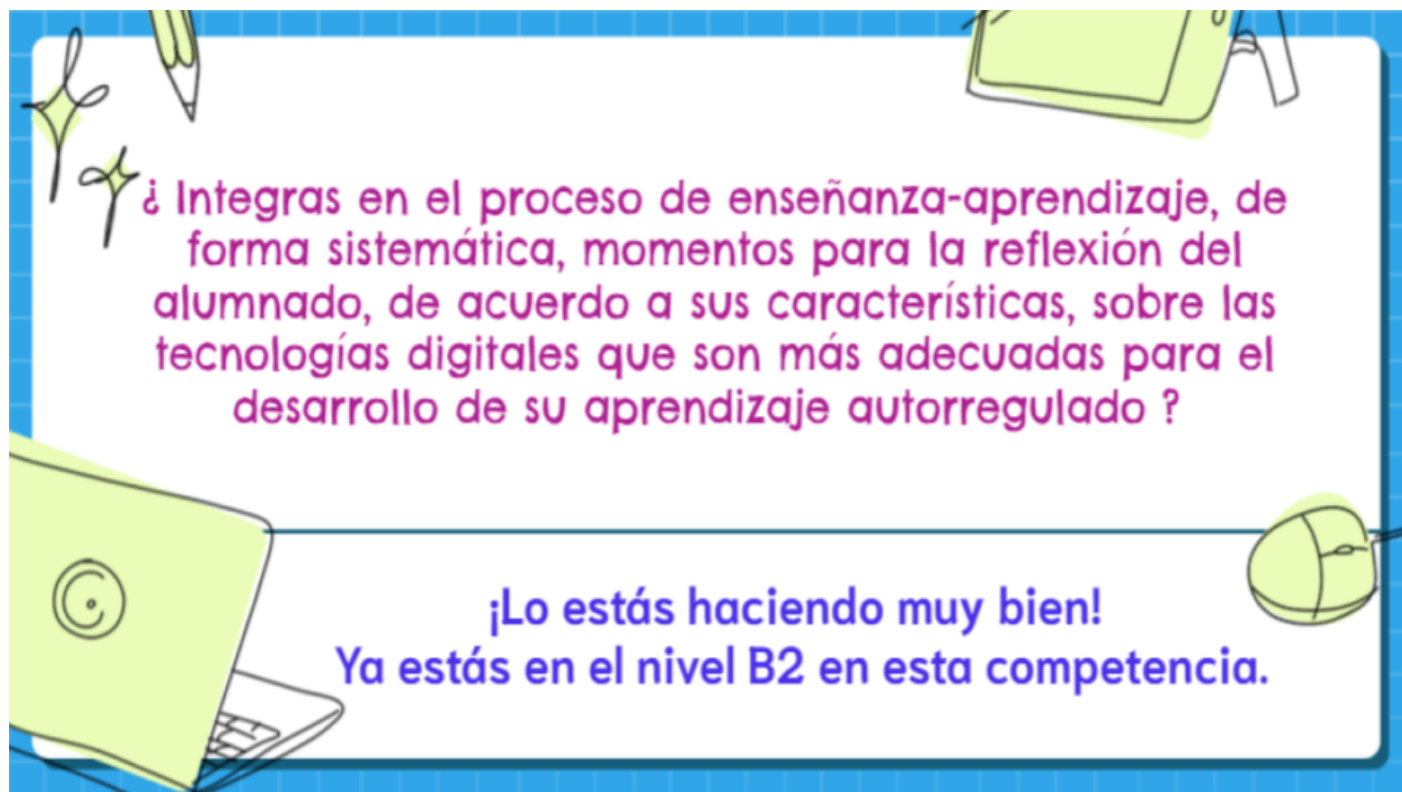 ¿ Integras en el proceso de enseñanza-aprendizaje, de
forma sistemática, momentos para la reflexión del
alumnado, de acuerdo a sus características, sobre las
tecnologías digitales que son más adecuadas para el
desarrollo de su aprendizaje autorregulado ?
¡Lo estás haciendo muy bien!
Ya estás en el nivel B2 en esta competencia.